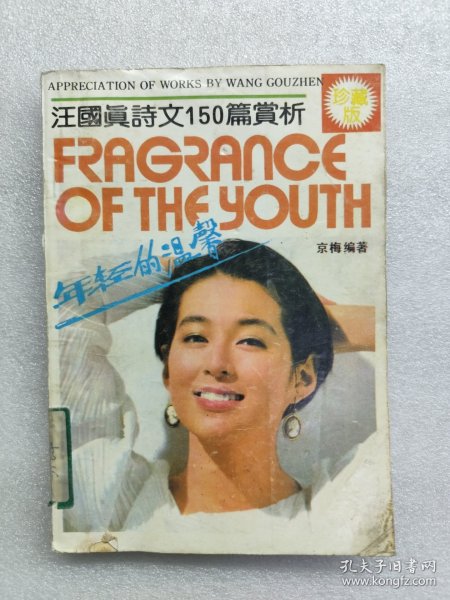 APPRECIATION OF WORKS BY WANG GOUZHEN
汪國眞詩文150篇賞析
珍藏
版
FRAGRANCE
OF THE YOUTH
年轻的温馨
京梅编著
孔夫子旧书网
www.kongfz.com